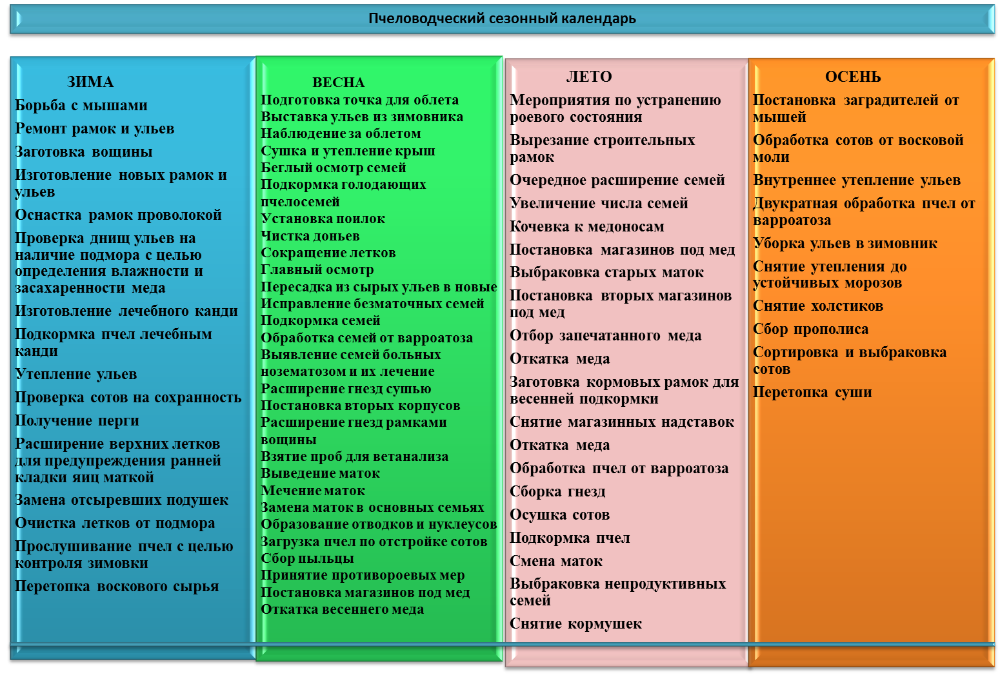 Пчеловодческий сезонный календарь
ЗИМА
Борьба с мышами
Ремонт рамок и ульев
Заготовка вощины
Изготовление новых рамок и
ульев
Оснастка рамок проволокой
Проверка днищ ульев на
наличие подмора с целью
определения влажности и
засахаренности меда
Изготовление лечебного канди
Подкормка пчел лечебным
канди
Утепление ульев
Проверка сотов на сохранность
Получение перги
Расширение верхних летков
для предупреждения ранней
кладки яиц маткой
Замена отсыревших подушек
Очистка летков от подмора
Прослушивание пчел с целью
контроля зимовки
Перетопка воскового сырья
ВЕСНА
Подготовка точка для облета
Выставка ульев из зимовника
Наблюдение за облетом
Сушка и утепление крыш
Беглый осмотр семей
Подкормка голодающих
пчелосемей
Установка поилок
Чистка доньев
Сокращение летков
Главный осмотр
Пересадка из сырых ульев в новые
Исправление безматочных семей
Подкормка семей
Обработка семей от варроатоза
Выявление семей больных
нозематозом и их лечение
Расширение гнезд сушью
Постановка вторых корпусов
Расширение гнезд рамками
вощины
Взятие проб для ветанализа
Выведение маток
Мечение маток
Замена маток в основных семьях
Образование отводков и нуклеусов
Загрузка пчел по отстройке сотов
Сбор пыльцы
Принятие противороевых мер
Постановка магазинов под мед
Откатка весеннего меда
ЛЕТО
Мероприятия по устранению
роевого состояния
Вырезание строительных
рамок
Очередное расширение семей
Увеличение числа семей
Кочевка к медоносам
Постановка магазинов под мед
Выбраковка старых маток
Постановка вторых магазинов
под мед
Отбор запечатанного меда
Откатка меда
Заготовка кормовых рамок для
весенней подкормки
Снятие магазинных надставок
Откатка меда
Обработка пчел от варроатоза
Сборка гнезд
Осушка сотов
Подкормка пчел
Смена маток
Выбраковка непродуктивных
семей
Снятие кормушек
ОСЕНЬ
Постановка заградителей от
мышей
Обработка сотов от восковой
моли
Внутреннее утепление ульев
Двукратная обработка пчел от
варроатоза
Уборка ульев в зимовник
Снятие утепления до
устойчивых морозов
Снятие холстиков
Сбор прополиса
Сортировка и выбраковка
сотов
Перетопка суши